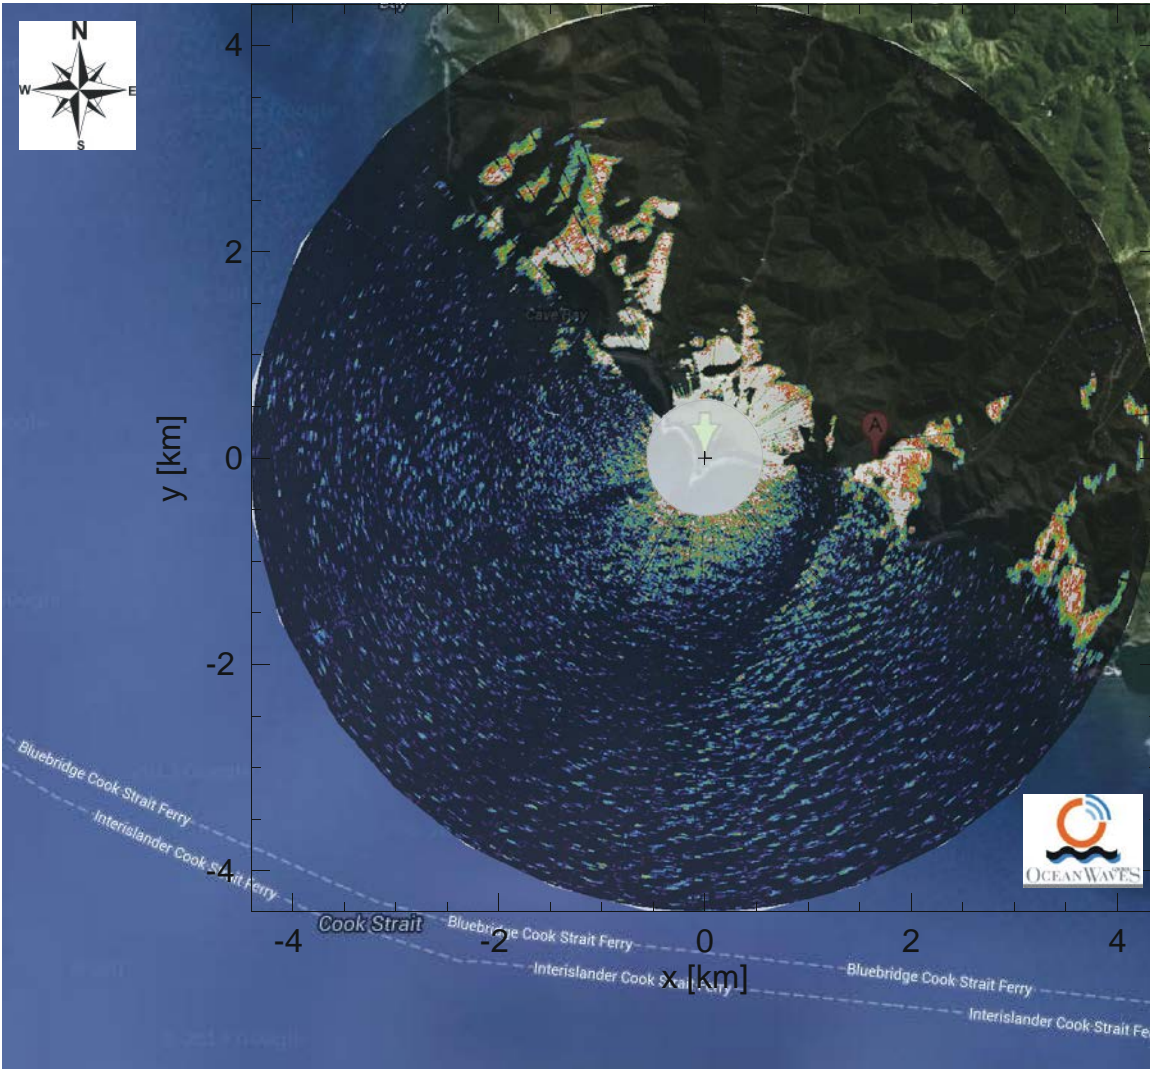 Bay
N
W
E
S
4
2
0
-2
-4
y [km]
Cave Bay
A
Bluebridge Cook Strait Ferry
Interislander Cook Strait Ferry
Cook Strait
Bluebridge Cook Strait Ferry
Interislander Cook Strait Ferry
Bluebridge Cook Strait Ferry
Interislander Cook Strait Fe
-4
-2
0
2
4
x [km]
OCEANWAVES